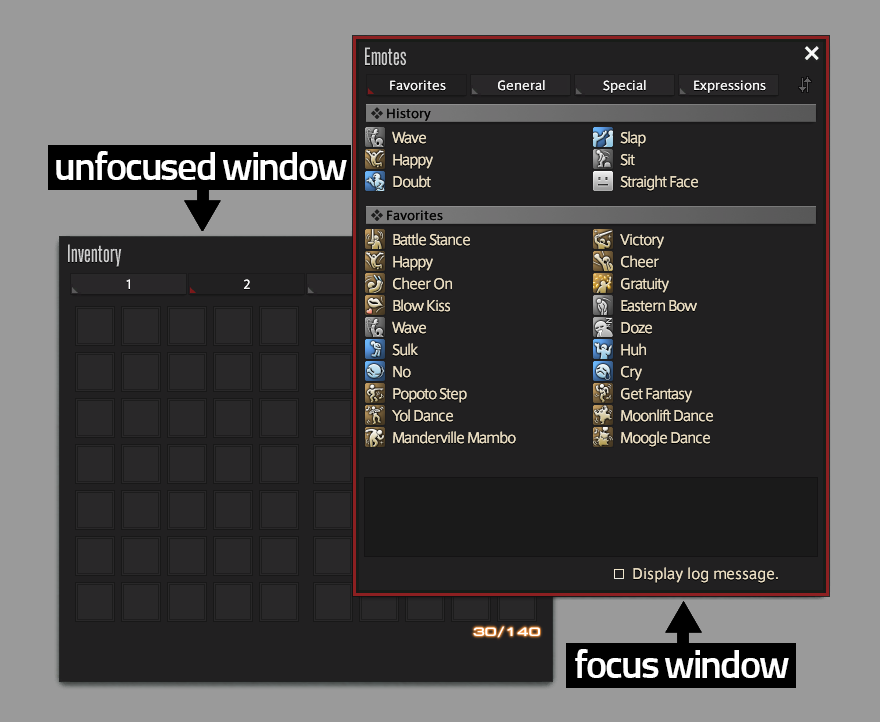 Emotes
Favorites General Special Expressions
History
Wave Slap
Happy Sit
Doubt Straight Face
Favorites
Battle Stance Victory
Happy Cheer
Cheer On Gratuity
Blow Kiss Eastern Bow
Wave Doze
Sulk Huh
No Cry
Popoto Step Get Fantasy
Yol Dance Moonlift Dance
Manderville Mambo Moogle Dance
Display log message.
unfocused window
Inventory
1 2
30/140
focus window